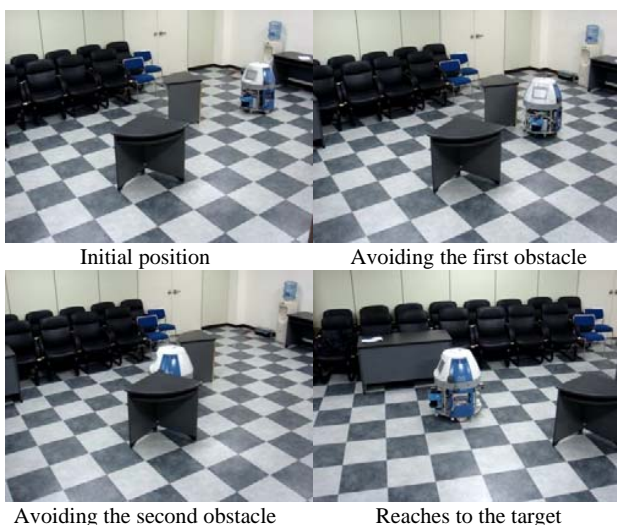 Initial position
Avoiding the first obstacle
Avoiding the second obstacle
Reaches to the target